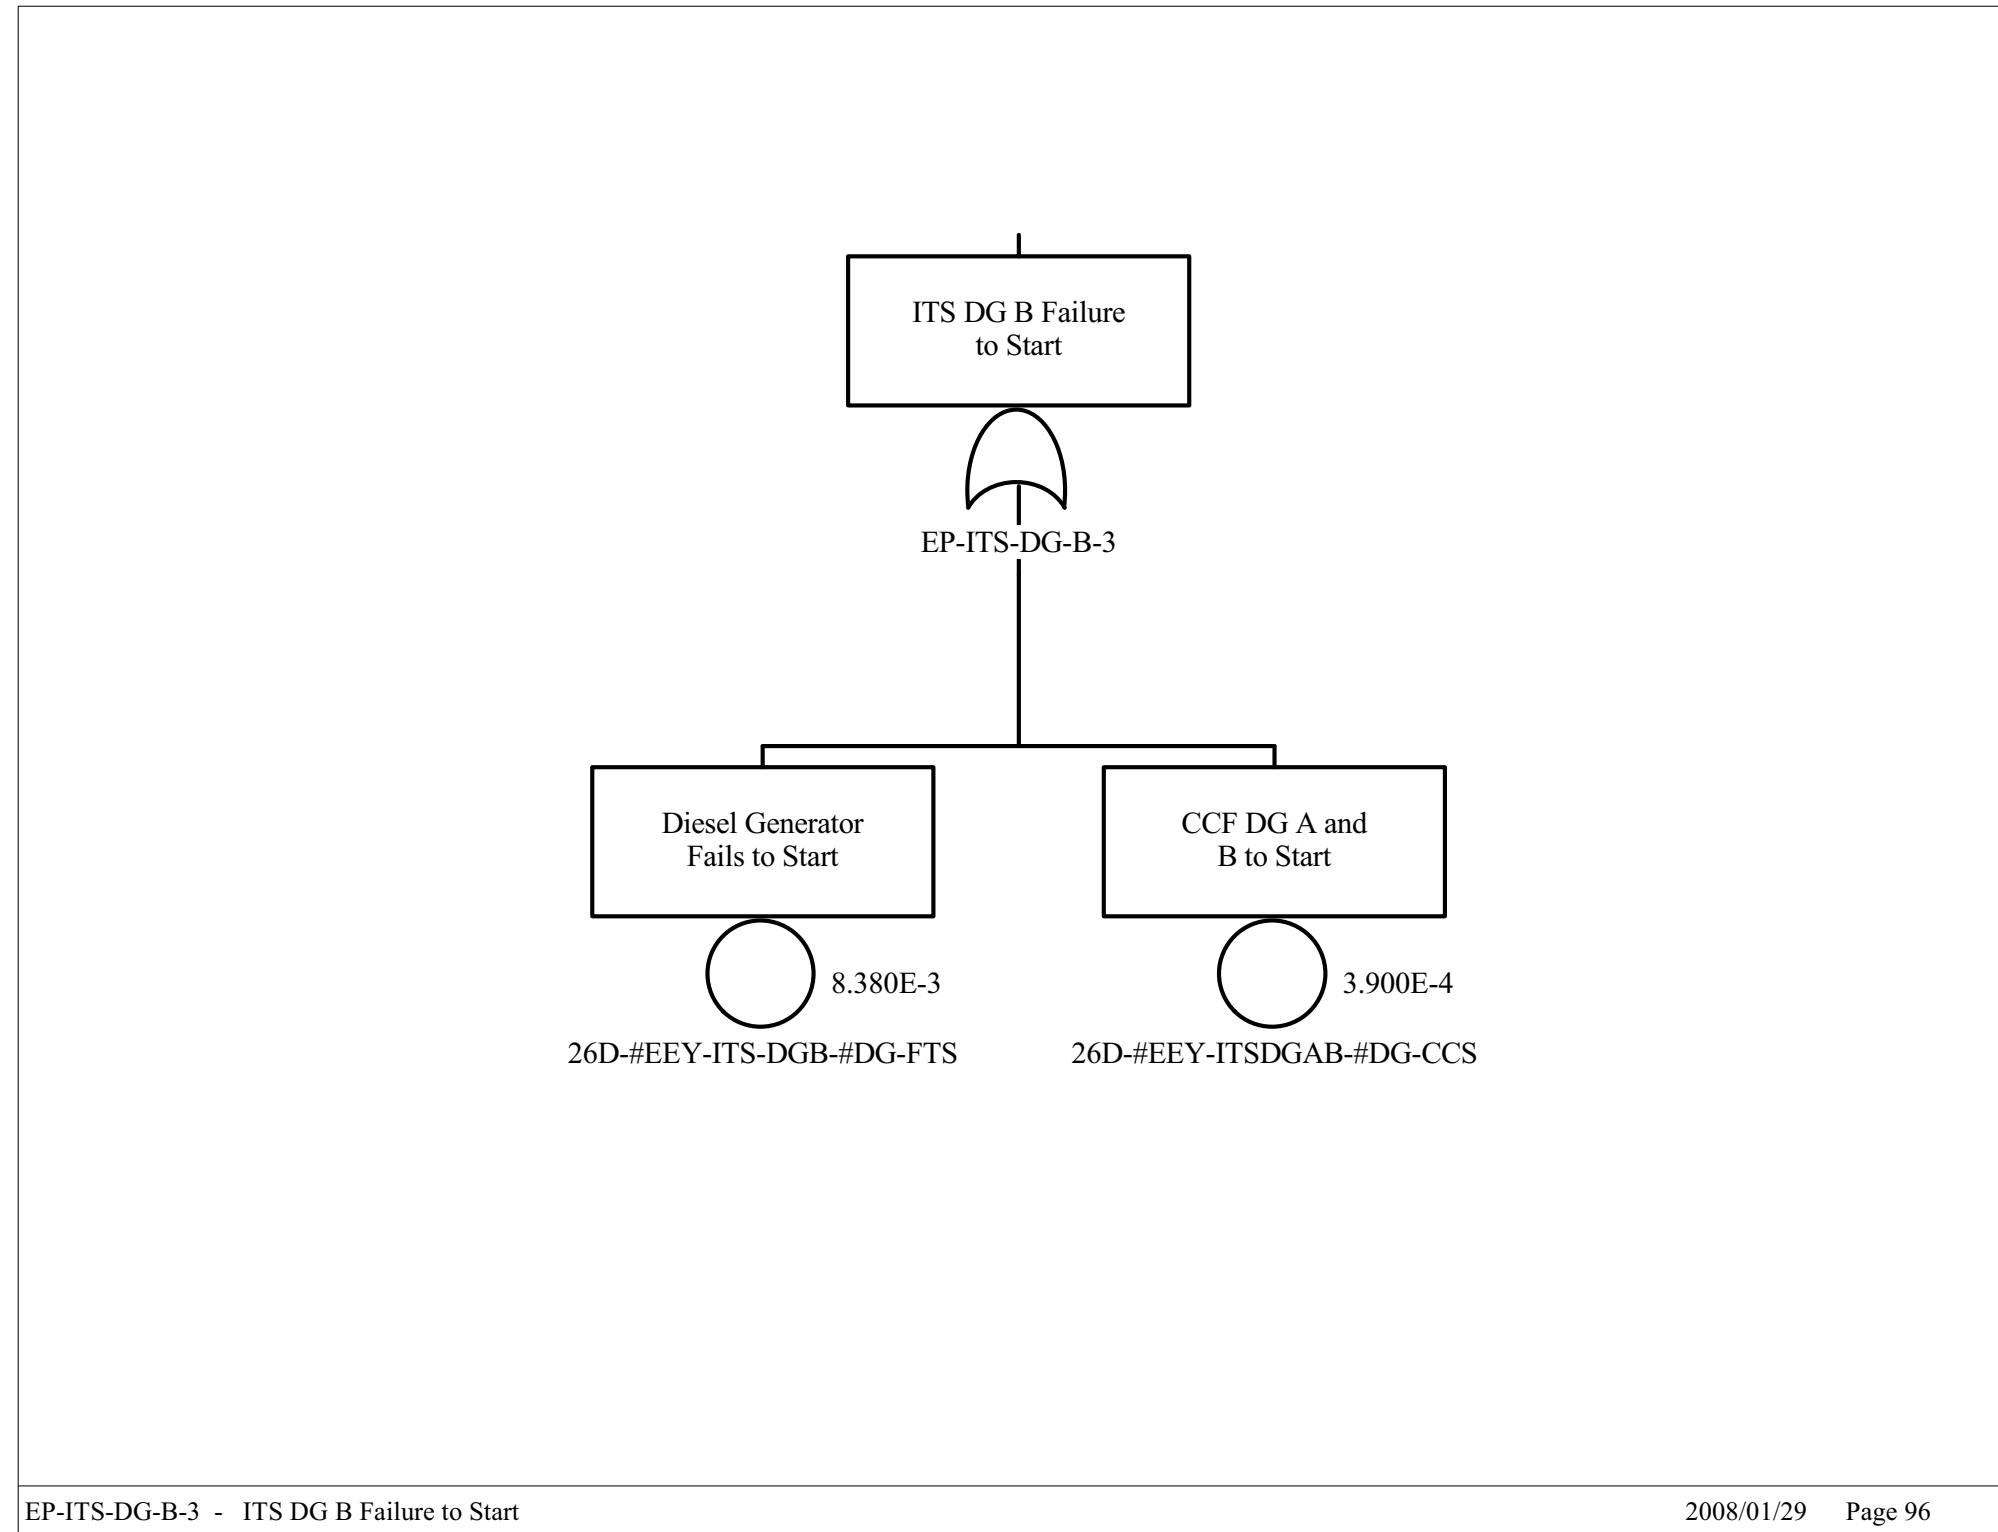 ITS DG B Failure
to Start
EP-ITS-DG-B-3
Diesel Generator
Fails to Start
CCF DG A and
B to Start
8.380E-3
3.900E-4
26D-#EEY-ITS-DGB-#DG-FTS
26D-#EEY-ITSDGAB-#DG-CCS
EP-ITS-DG-B-3 - ITS DG B Failure to Start
2008/01/29 Page 96